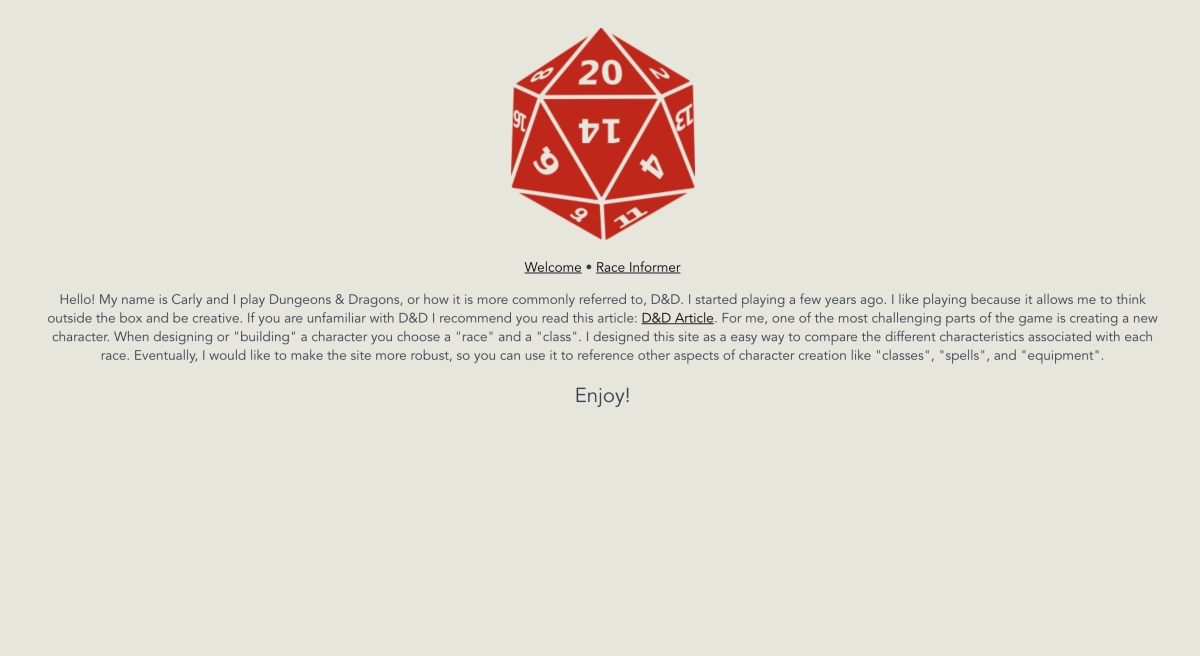 20
8
2
16
14
13
9
4
5
11
Welcome • Race Informer
Hello! My name is Carly and I play Dungeons & Dragons, or how it is more commonly referred to, D&D. I started playing a few years ago. I like playing because it allows me to think
outside the box and be creative. If you are unfamiliar with D&D I recommend you read this article: D&D Article. For me, one of the most challenging parts of the game is creating a new
character. When designing or "building" a character you choose a "race" and a "class". I designed this site as a easy way to compare the different characteristics associated with each
race. Eventually, I would like to make the site more robust, so you can use it to reference other aspects of character creation like "classes", "spells", and "equipment".
Enjoy!